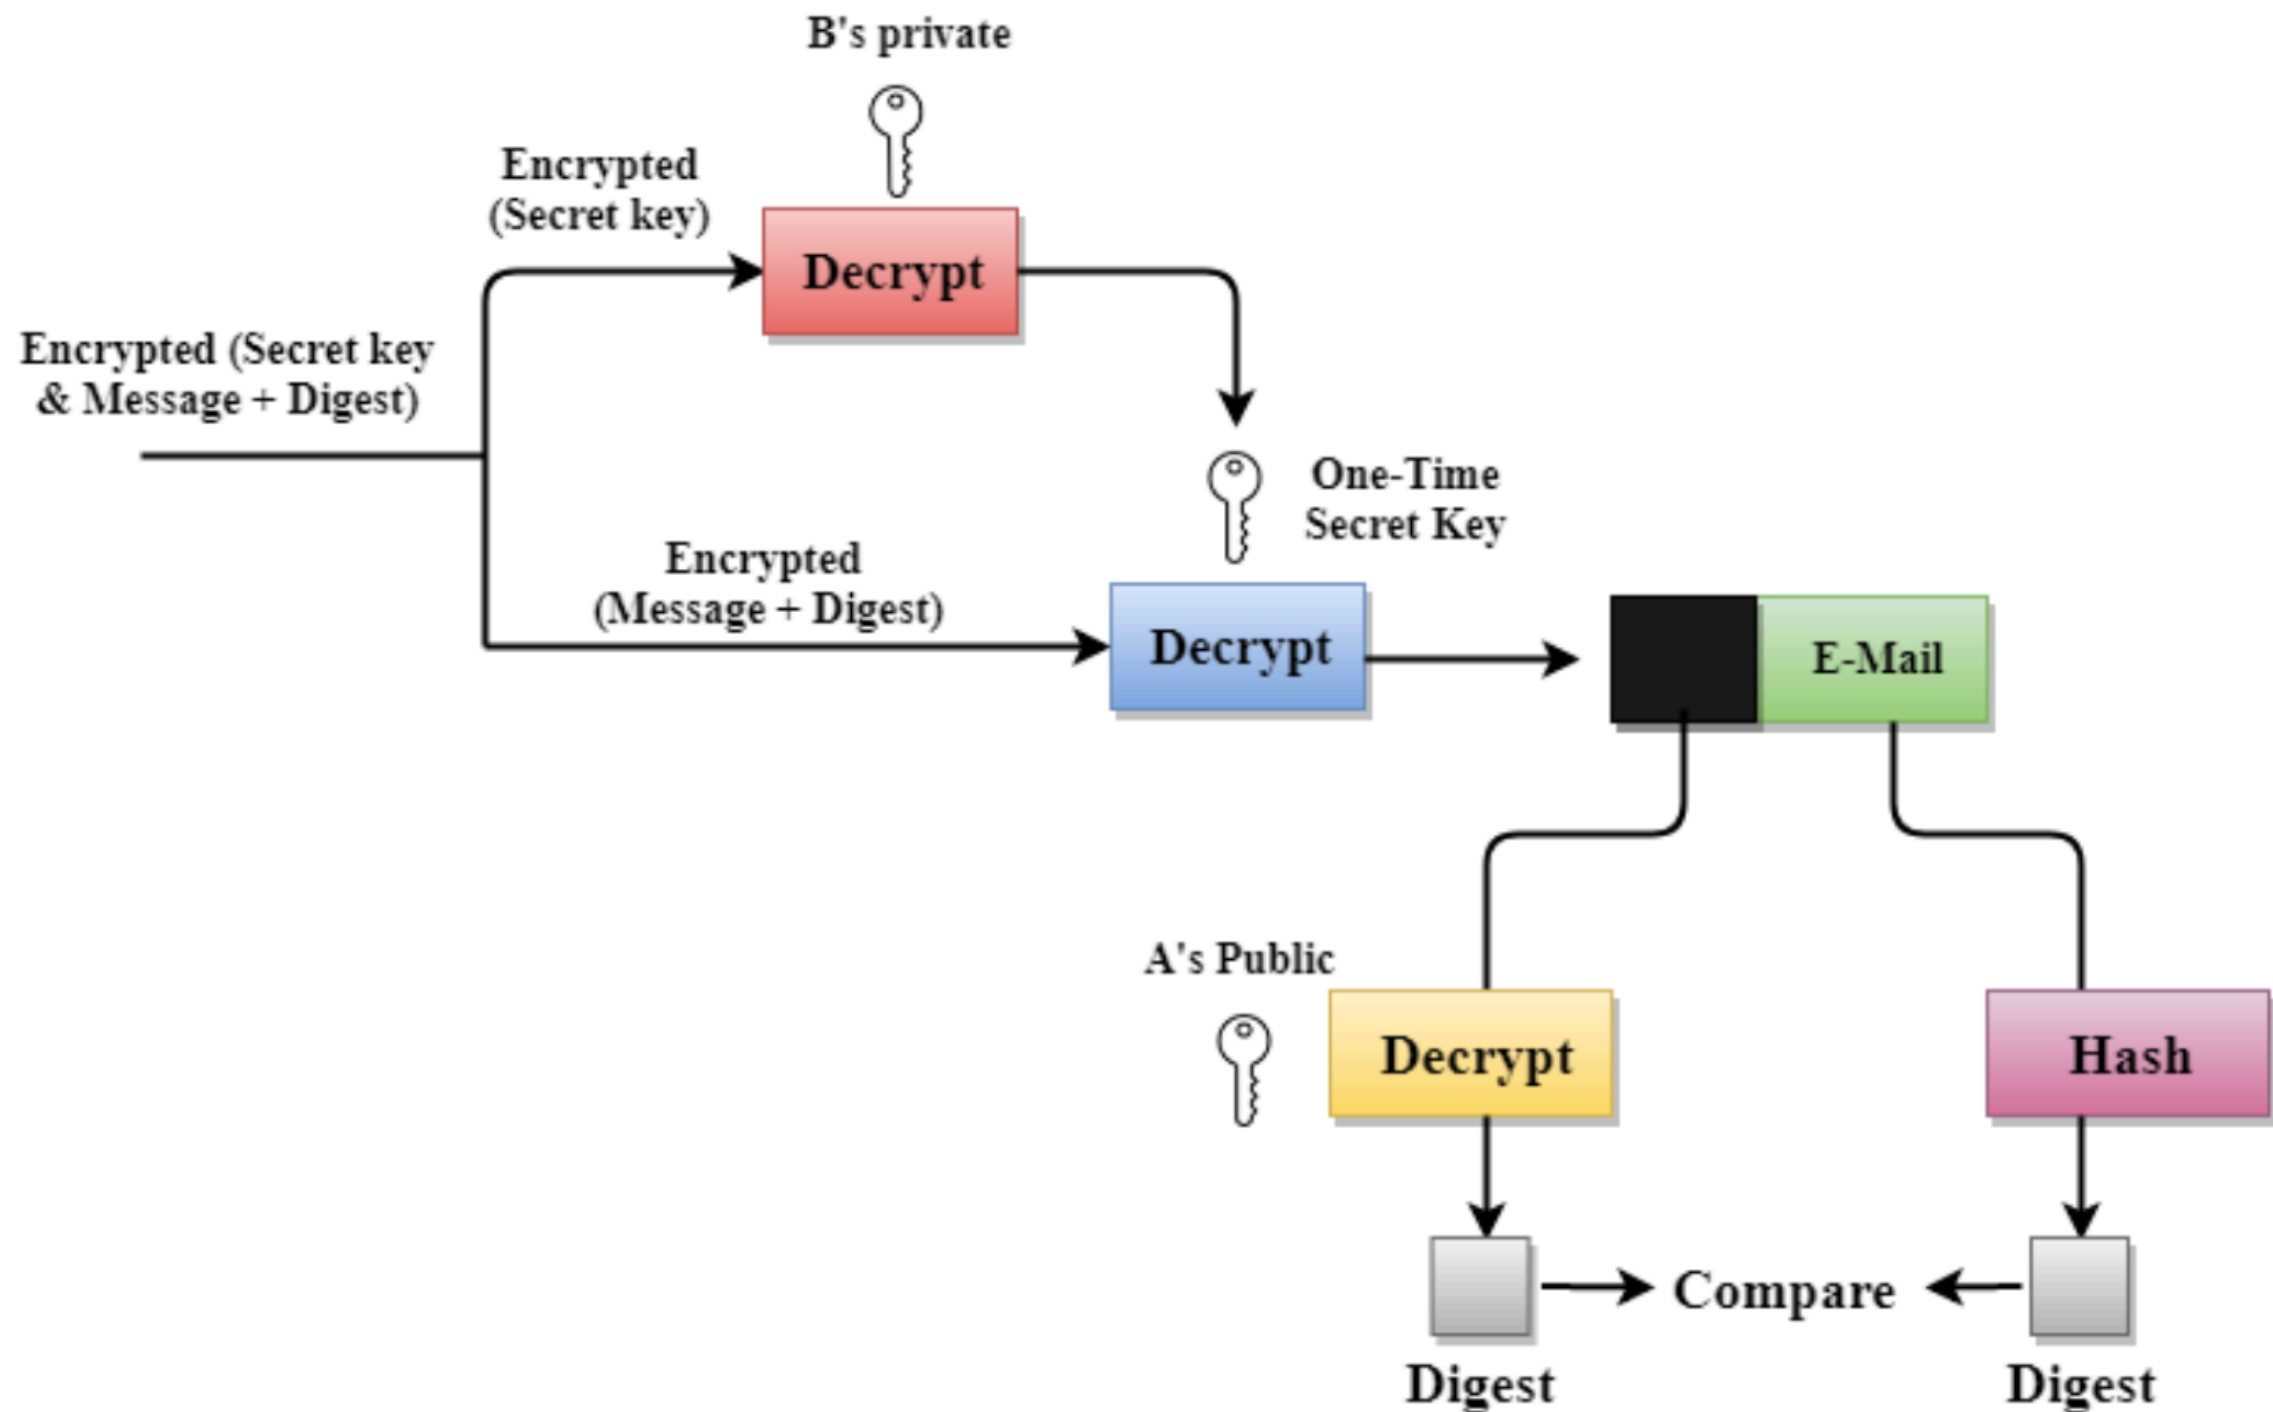 B's private
Encrypted
(Secret key)
Decrypt
Encrypted (Secret key
& Message + Digest)
One-Time
Secret Key
Encrypted
(Message + Digest)
Decrypt
E-Mail
A's Public
Decrypt
Hash
Compare
Digest
Digest